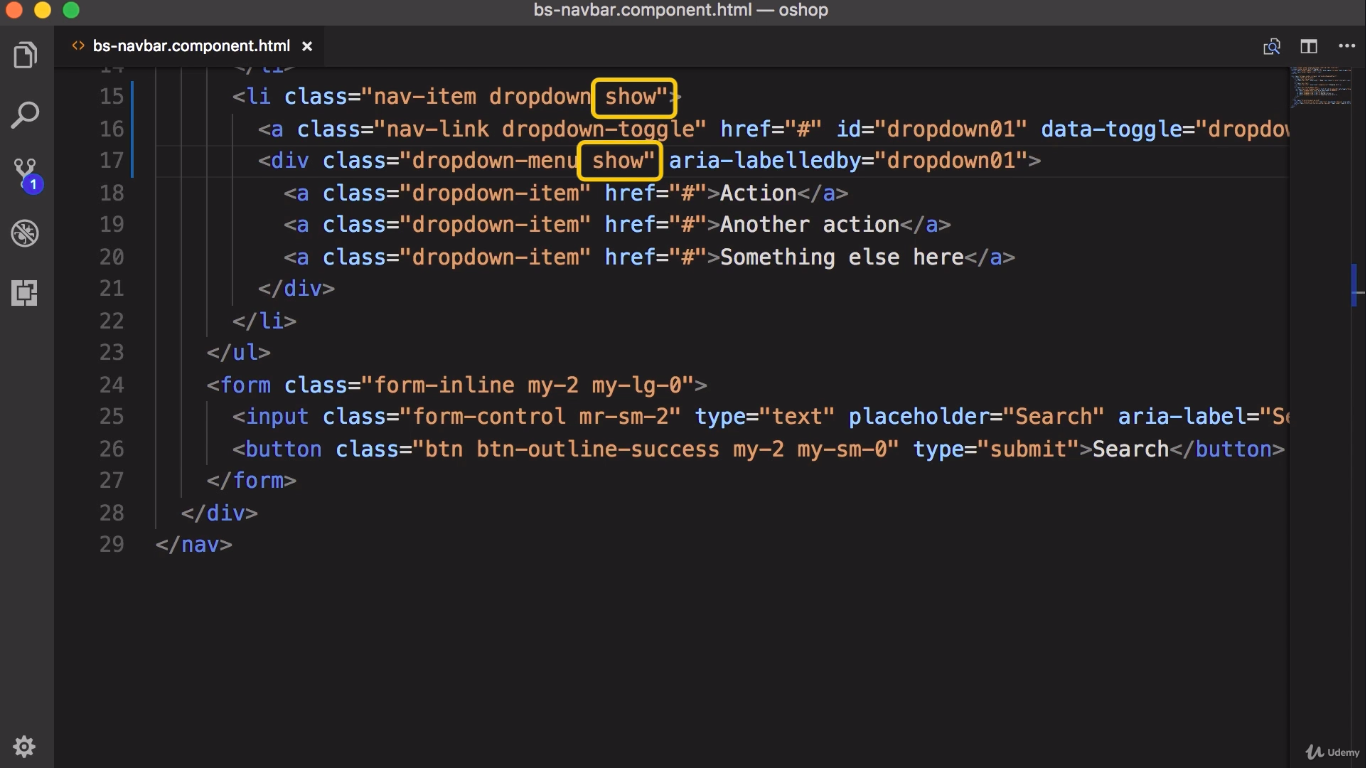 bs-navbar.component.html — oshop
<> bs-navbar.component.html ×
14 </li>
15 <li class="nav-item dropdown show">
16 <a class="nav-link dropdown-toggle" href="#" id="dropdown01" data-toggle="dropdov
17 <div class="dropdown-menu show" aria-labelledby="dropdown01">
18 <a class="dropdown-item" href="#">Action</a>
19 <a class="dropdown-item" href="#">Another action</a>
20 <a class="dropdown-item" href="#">Something else here</a>
21 </div>
22 </li>
23 </ul>
24 <form class="form-inline my-2 my-lg-0">
25 <input class="form-control mr-sm-2" type="text" placeholder="Search" aria-label="Se
26 <button class="btn btn-outline-success my-2 my-sm-0" type="submit">Search</button>
27 </form>
28 </div>
29 </nav>
1
Udemy